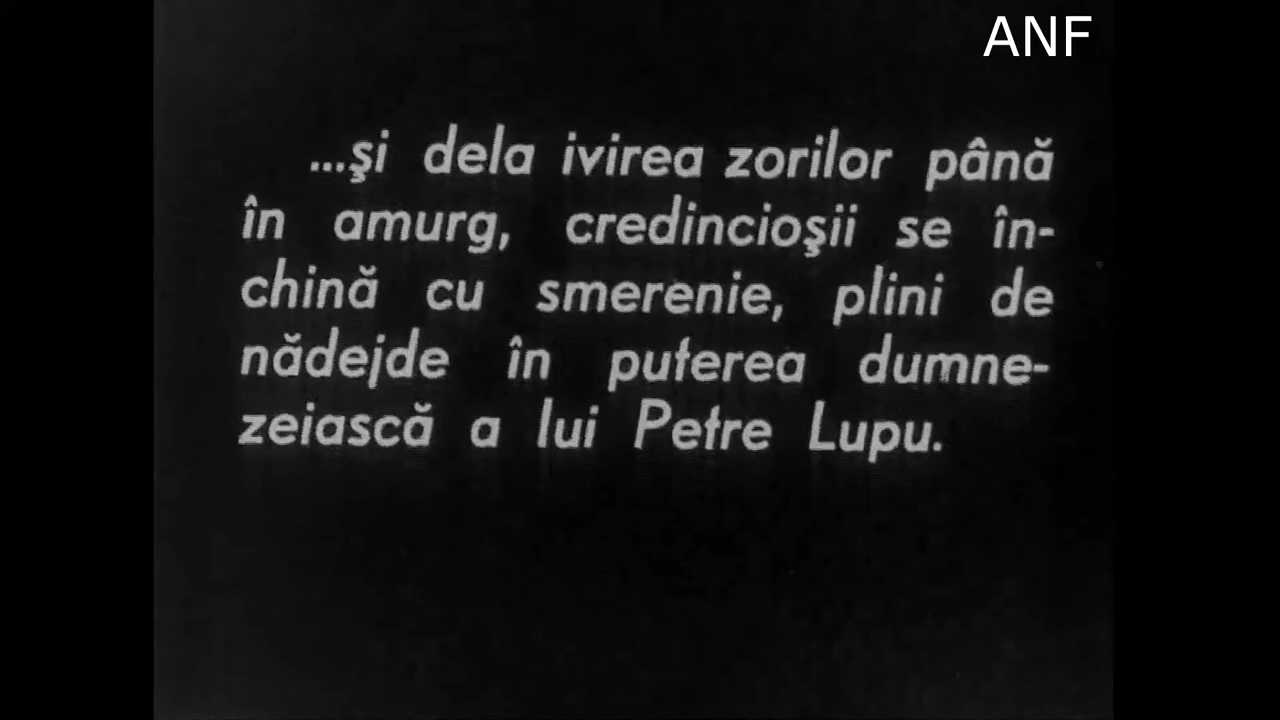 ANF
...şi dela ivirea zorilor până
în amurg, credincioşii se în-
chină cu smerenie, plini de
nădejde în puterea dumne-
zeiască a lui Petre Lupu.